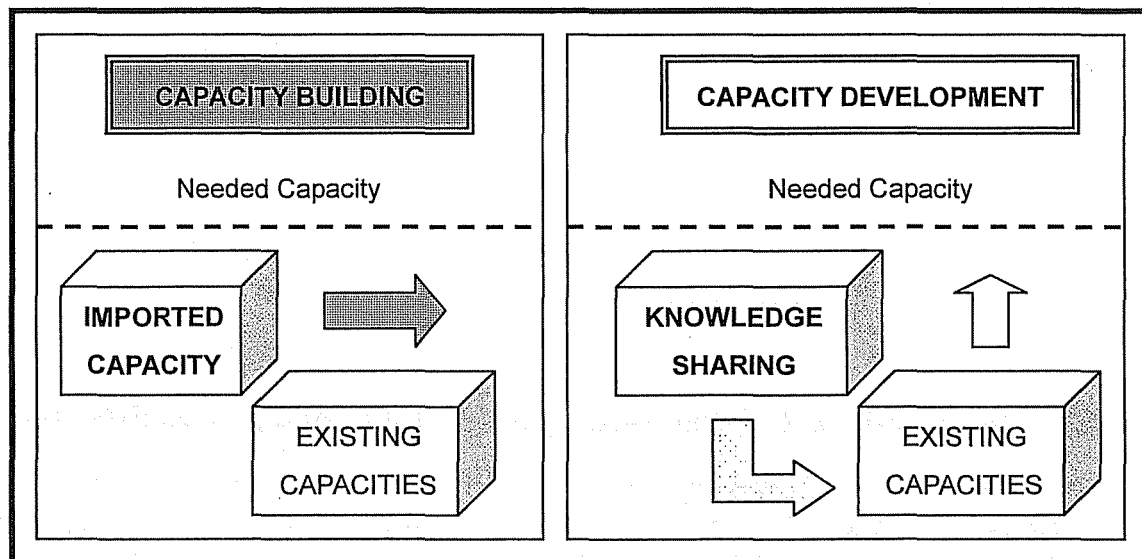 CAPACITY BUILDING
Needed Capacity
IMPORTED
CAPACITY
EXISTING
CAPACITIES
CAPACITY DEVELOPMENT
Needed Capacity
KNOWLEDGE
SHARING
EXISTING
CAPACITIES